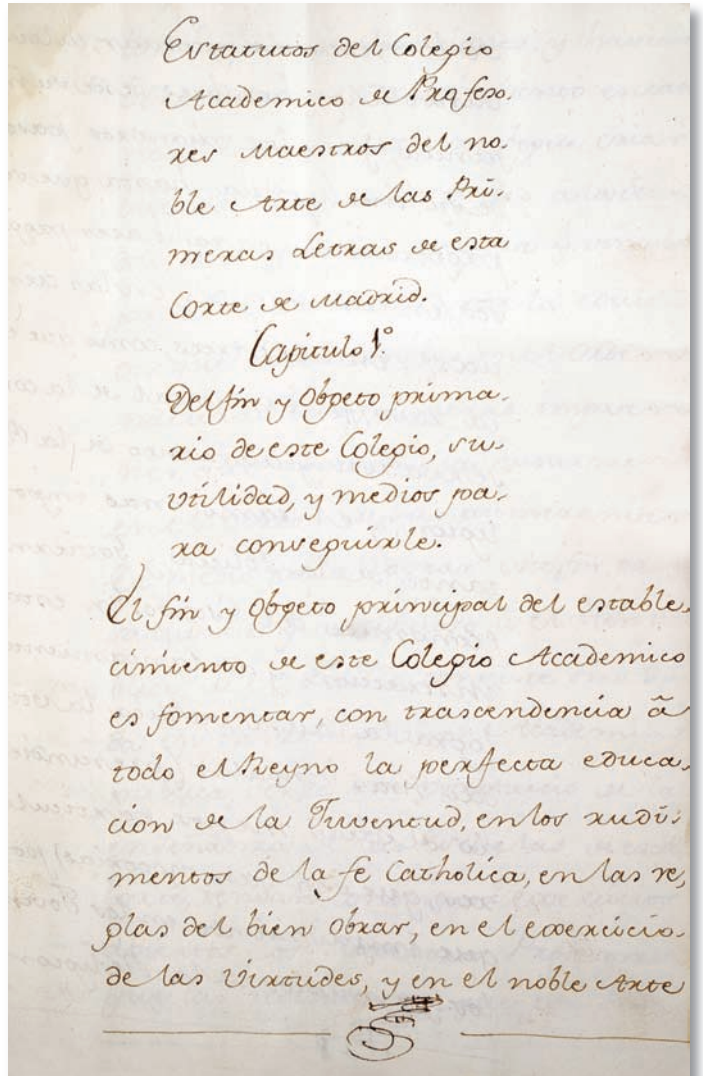 Estatutos del Colegio
Academico de Profeso-
res Maestros del no-
ble Arte de las Pri-
meras Letras de esta
Corte de Madrid.
Capitulo 1º
Del fin y Obgeto prima-
rio de este Colegio, su
utilidad, y medios pa-
ra conseguirle.
El fin y Obgeto principal del estable-
cimiento de este Colegio Academico
es fomentar, con trascendencia â
todo el Reyno la perfecta educa-
cion de la Juventud, en los rudi-
mentos de la fe Catholica, en las re-
glas del bien obrar, en el exercicio
de las Virtudes, y en el noble Arte